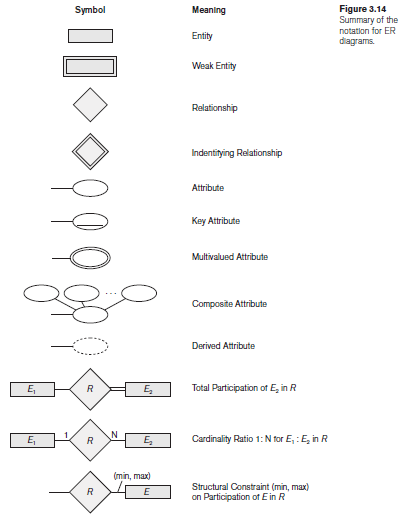 Symbol Meaning
Figure 3.14
Summary of the
notation for ER
diagrams.
Entity
Weak Entity
Relationship
Indentifying Relationship
Attribute
Key Attribute
Multivalued Attribute
...
Composite Attribute
Derived Attribute
E1 R E2 Total Participation of E2 in R
E1 1 R N E2 Cardinality Ratio 1: N for E1 : E2 in R
(min, max)
R E Structural Constraint (min, max)
on Participation of E in R